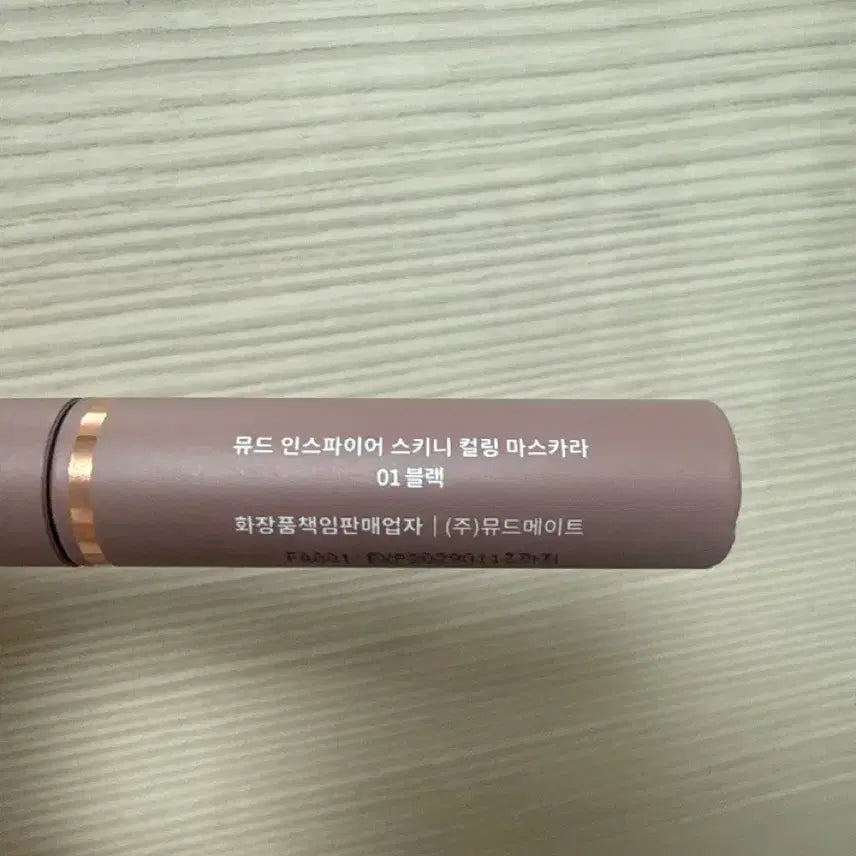 뮤드 인스파이어 스키니 컬링 마스카라
01 블랙
화장품책임판매업자 | (주)뮤드메이트